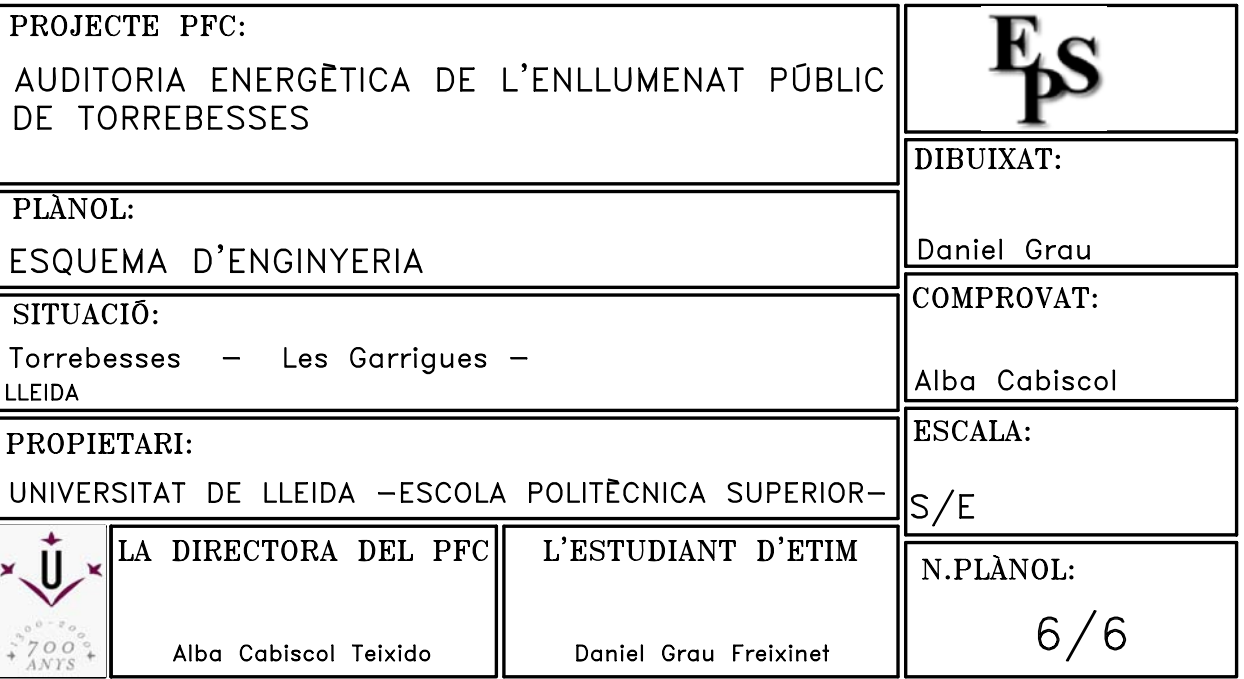 PROJECTE PFC:
AUDITORIA ENERGÈTICA DE L'ENLLUMENAT PÚBLIC
DE TORREBESSES
EPS
DIBUIXAT:
Daniel Grau
PLÀNOL:
ESQUEMA D'ENGINYERIA
COMPROVAT:
Alba Cabiscol
SITUACIÓ:
Torrebesses – Les Garrigues –
LLEIDA
ESCALA:
S/E
PROPIETARI:
UNIVERSITAT DE LLEIDA –ESCOLA POLITÈCNICA SUPERIOR–
U
1300-2000
700
ANYS
LA DIRECTORA DEL PFC
Alba Cabiscol Teixido
L'ESTUDIANT D'ETIM
Daniel Grau Freixinet
N.PLÀNOL:
6/6